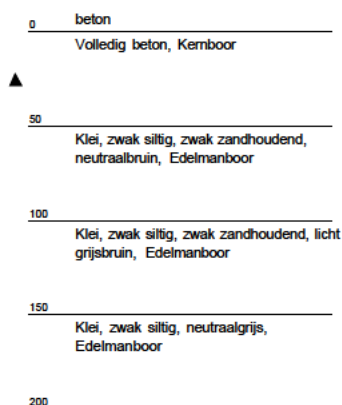 0 beton
Volledig beton, Kernboor
50
Klei, zwak siltig, zwak zandhoudend,
neutraalbruin, Edelmanboor
100
Klei, zwak siltig, zwak zandhoudend, licht
grijsbruin, Edelmanboor
150
Klei, zwak siltig, neutraalgrijs,
Edelmanboor
200